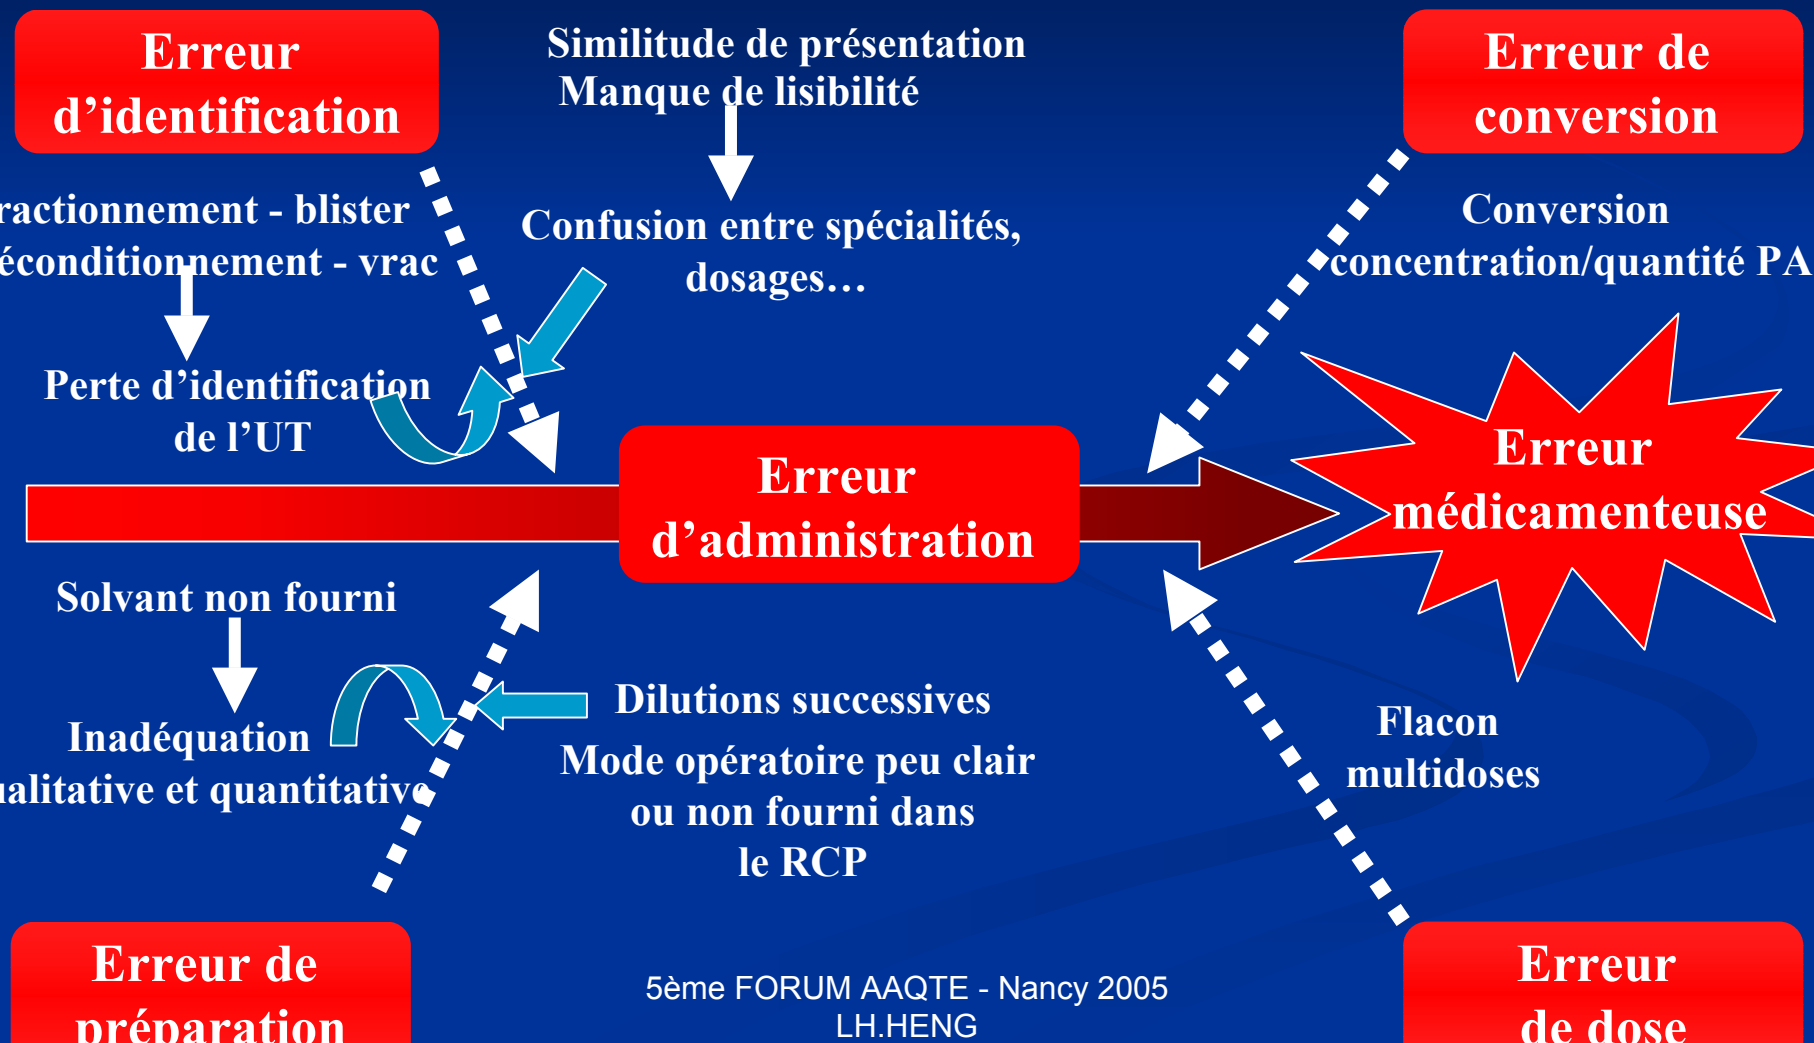 Erreur
d’identification
Similitude de présentation
Manque de lisibilité
Erreur de
conversion
ractionnement - blister
éconditionnement - vrac
Confusion entre spécialités,
dosages…
Conversion
concentration/quantité PA
Perte d’identification
de l’UT
Erreur
d’administration
Erreur
médicamenteuse
Solvant non fourni
Inadéquation
ualitative et quantitative
Dilutions successives
Mode opératoire peu clair
ou non fourni dans
le RCP
Flacon
multidoses
Erreur de
préparation
5ème FORUM AAQTE - Nancy 2005
LH.HENG
Erreur
de dose